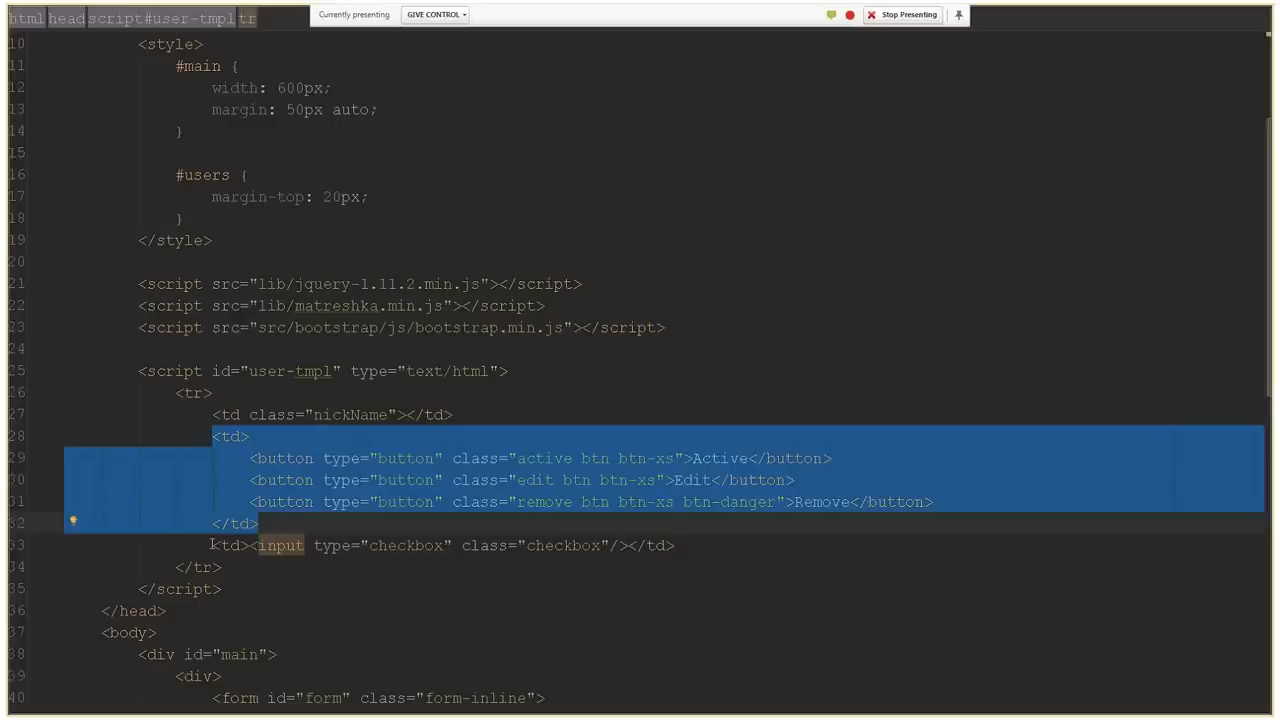 html head script#user-tmpl tr
Currently presenting GIVE CONTROL Stop Presenting
10 <style>
11 #main {
12 width: 600px;
13 margin: 50px auto;
14 }
15
16 #users {
17 margin-top: 20px;
18 }
19 </style>
20
21 <script src="lib/jquery-1.11.2.min.js"></script>
22 <script src="lib/matreshka.min.js"></script>
23 <script src="src/bootstrap/js/bootstrap.min.js"></script>
24
25 <script id="user-tmpl" type="text/html">
26 <tr>
27 <td class="nickName"></td>
28 <td>
29 <button type="button" class="active btn btn-xs">Active</button>
30 <button type="button" class="edit btn btn-xs">Edit</button>
31 <button type="button" class="remove btn btn-xs btn-danger">Remove</button>
32 </td>
33 <td><input type="checkbox" class="checkbox"/></td>
34 </tr>
35 </script>
36 </head>
37 <body>
38 <div id="main">
39 <div>
40 <form id="form" class="form-inline">